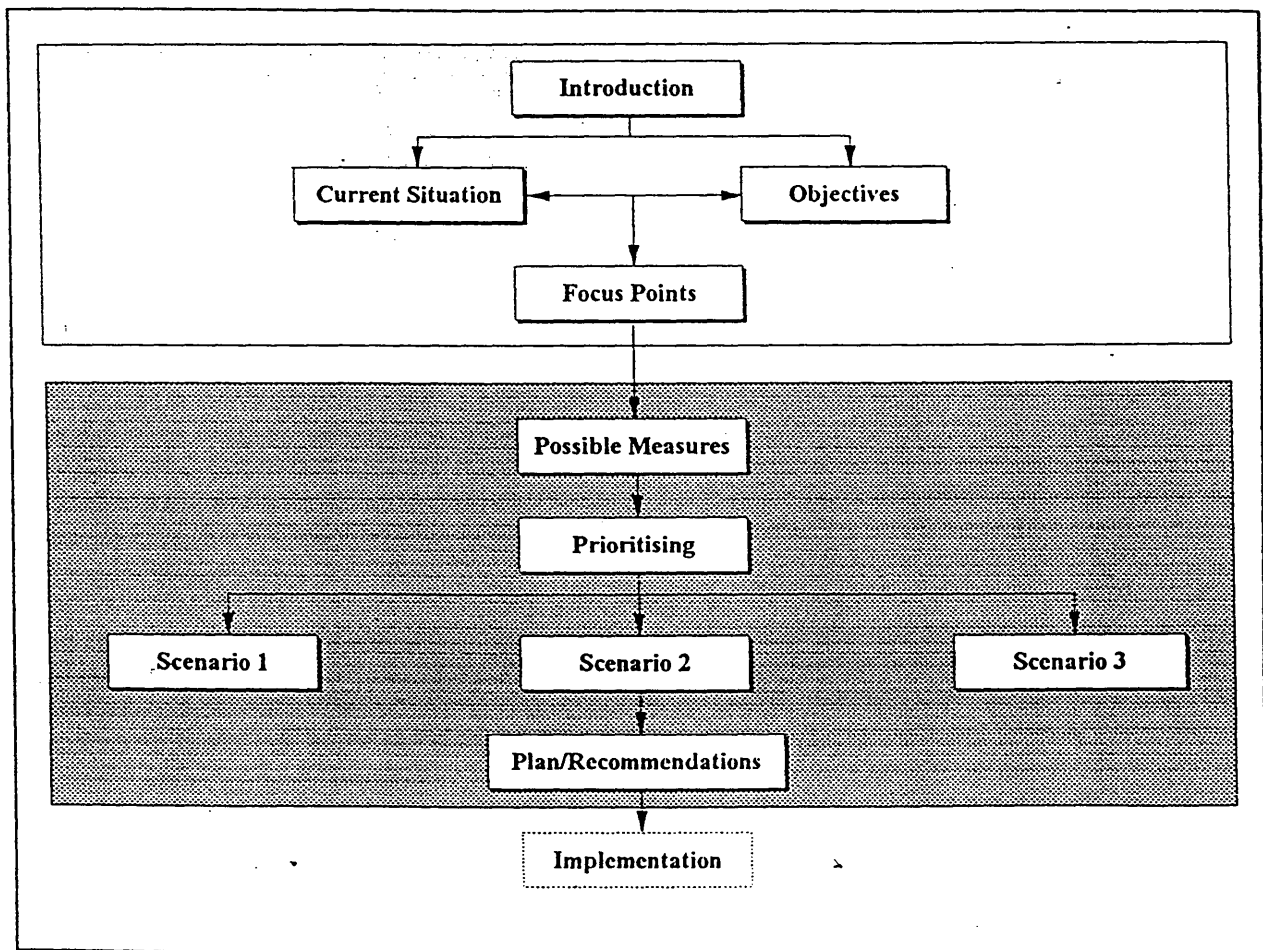 Introduction
Current Situation
Objectives
Focus Points
Possible Measures
Prioritising
Scenario 1
Scenario 2
Scenario 3
Plan/Recommendations
Implementation